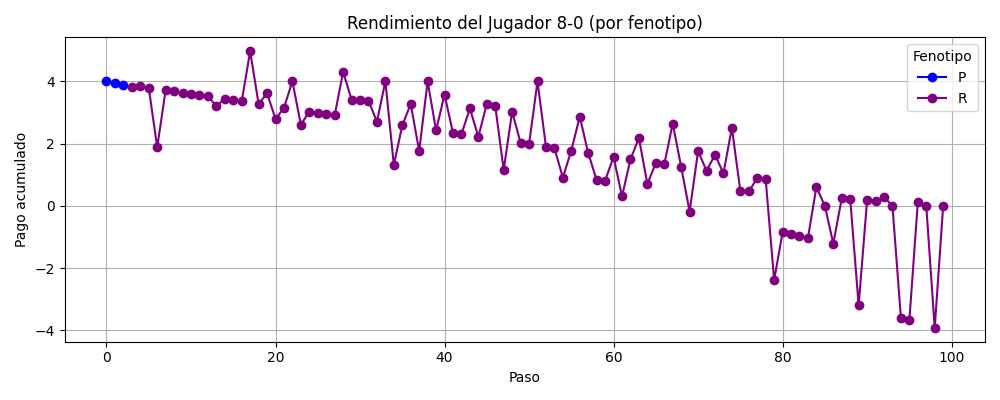 Rendimiento del Jugador 8-0 (por fenotipo)
Fenotipo
P
R
Pago acumulado
4
2
0
−2
−4
0 20 40 60 80 100
Paso